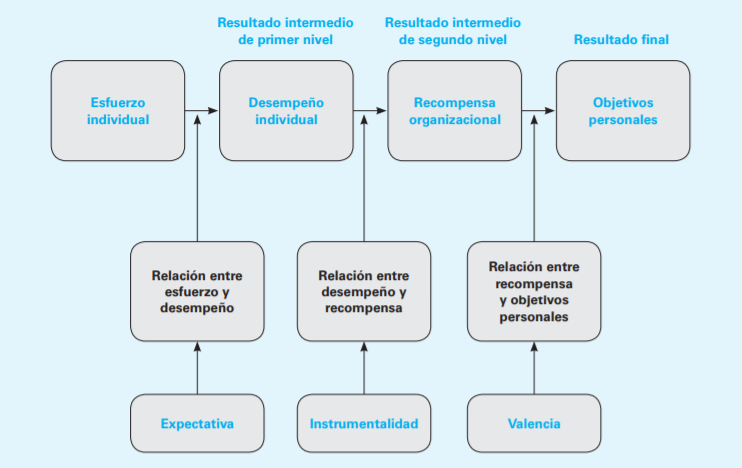 Resultado intermedio
de primer nivel
Resultado intermedio
de segundo nivel
Resultado final
Esfuerzo
individual
Desempeño
individual
Recompensa
organizacional
Objetivos
personales
Relación entre
esfuerzo y
desempeño
Relación entre
desempeño y
recompensa
Relación entre
recompensa
y objetivos
personales
Expectativa
Instrumentalidad
Valencia